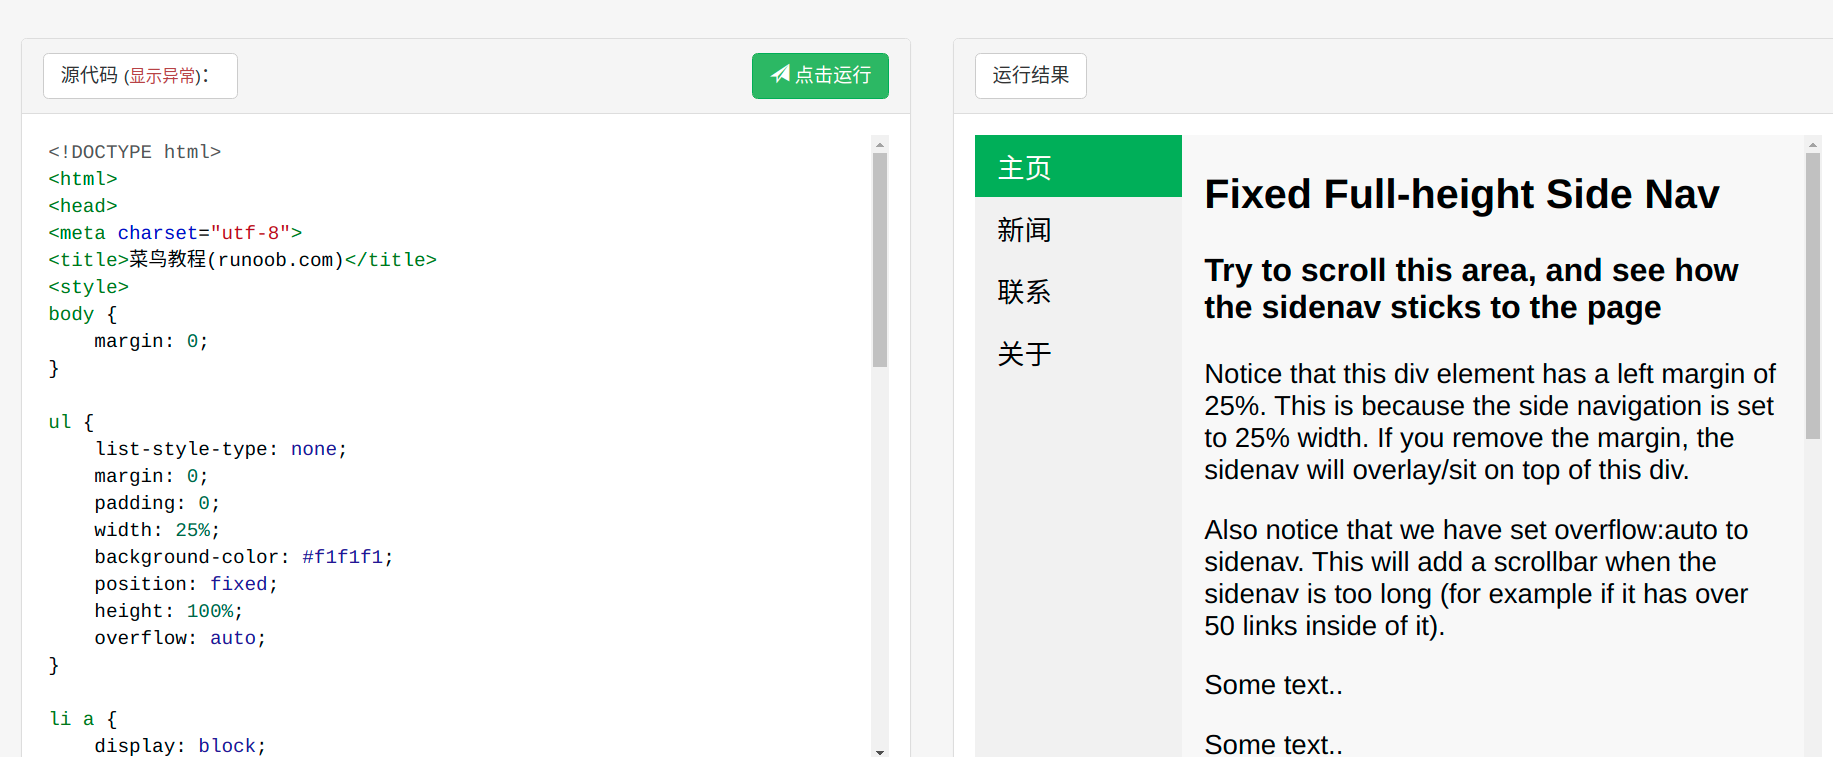 源代码 (显示异常)：
点击运行
<!DOCTYPE html>
<html>
<head>
<meta charset="utf-8">
<title>菜鸟教程(runoob.com)</title>
<style>
body {
    margin: 0;
}
ul {
    list-style-type: none;
    margin: 0;
    padding: 0;
    width: 25%;
    background-color: #f1f1f1;
    position: fixed;
    height: 100%;
    overflow: auto;
}
li a {
    display: block;
运行结果
主页
新闻
联系
关于
Fixed Full-height Side Nav
Try to scroll this area, and see how
the sidenav sticks to the page
Notice that this div element has a left margin of
25%. This is because the side navigation is set
to 25% width. If you remove the margin, the
sidenav will overlay/sit on top of this div.
Also notice that we have set overflow:auto to
sidenav. This will add a scrollbar when the
sidenav is too long (for example if it has over
50 links inside of it).
Some text..
Some text..